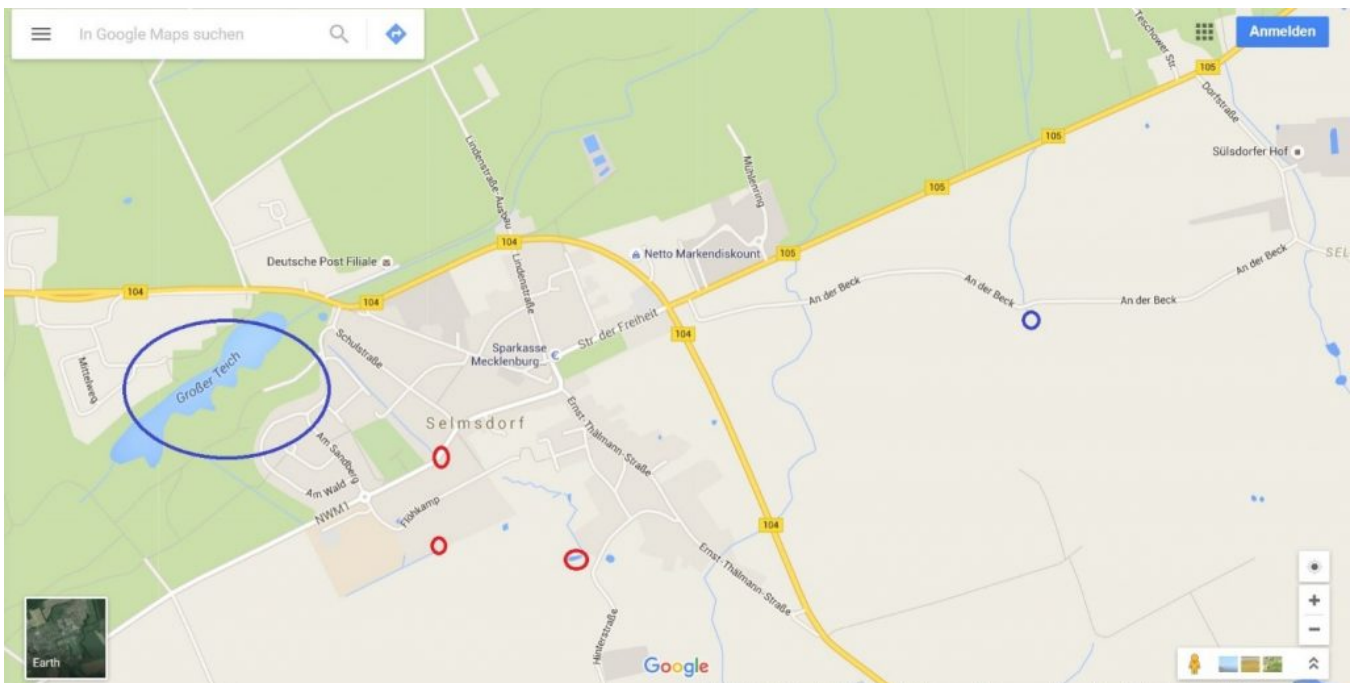 In Google Maps suchen
Anmelden
Teschower Str.
105
Dorfstraße
105
Sülsdorfer Hof
Lindenstraße-Ausbau
Mühlenring
105
104
Deutsche Post Filiale
Netto Markendiskount
105
An der Beck
SEL
104
104
Lindenstraße
An der Beck
An der Beck
An der Beck
Schulstraße
Str. der Freiheit
104
Sparkasse
Mecklenburg...
Großer Teich
Mittelweg
Selmsdorf
Ernst-Thälmann-Straße
Am Sandberg
Am Wald
NWM1
Flöhkamp
104
Ernst-Thälmann-Straße
Hinterstraße
Earth
Google